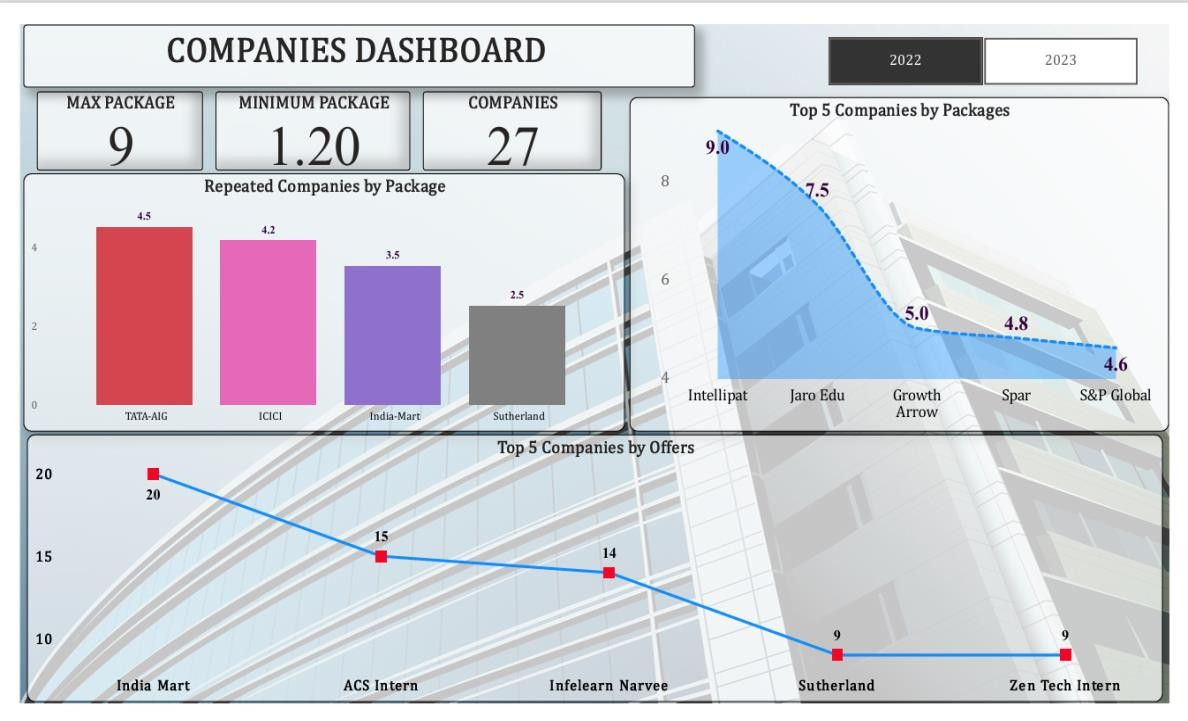 COMPANIES DASHBOARD
2022
2023
MAX PACKAGE
9
MINIMUM PACKAGE
1.20
COMPANIES
27
Top 5 Companies by Packages
9.0
7.5
5.0
4.8
4.6
8
6
4
Intellipat
Jaro Edu
Growth
Arrow
Spar
S&P Global
Repeated Companies by Package
4.5
4.2
3.5
2.5
4
2
0
TATA-AIG
ICICI
India-Mart
Sutherland
Top 5 Companies by Offers
20
15
10
20
15
14
9
9
India Mart
ACS Intern
Infelearn Narvee
Sutherland
Zen Tech Intern